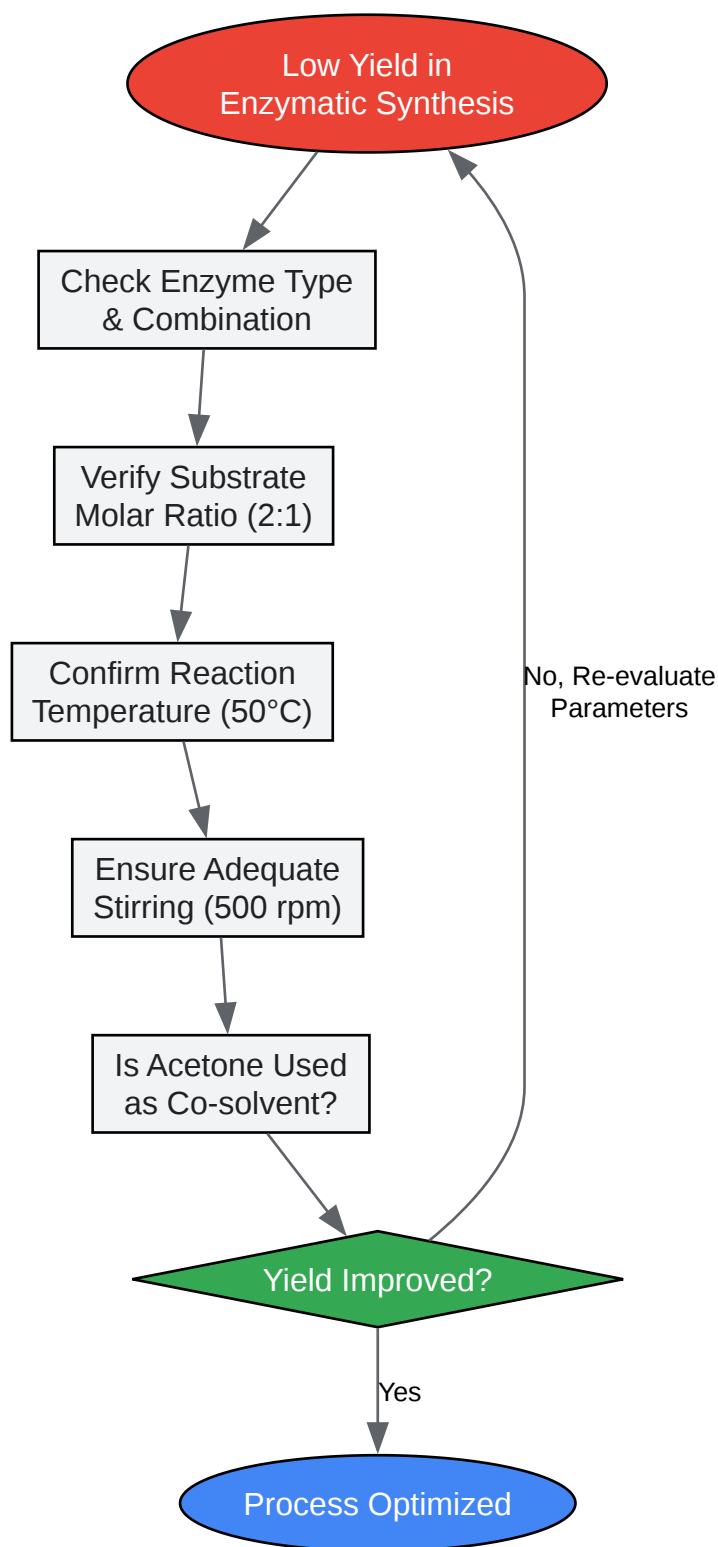 Low Yield in
Enzymatic Synthesis
Check Enzyme Type
& Combination
Verify Substrate
Molar Ratio (2:1)
Confirm Reaction
Temperature (50°C)
No, Re-evaluate
Parameters
Ensure Adequate
Stirring (500 rpm)
Is Acetone Used
as Co-solvent?
Yield Improved?
Yes
Process Optimized